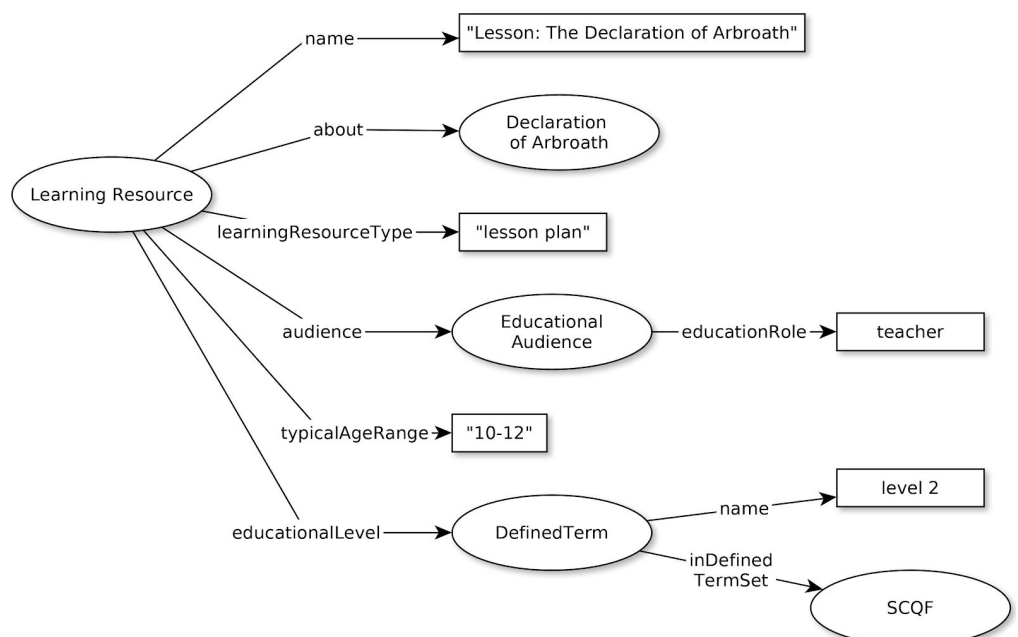 name
"Lesson: The Declaration of Arbroath"
about
Declaration
of Arbroath
Learning Resource
learningResourceType
"lesson plan"
audience
Educational
Audience
educationRole
teacher
typicalAgeRange
"10-12"
educationalLevel
DefinedTerm
name
level 2
inDefined
TermSet
SCQF